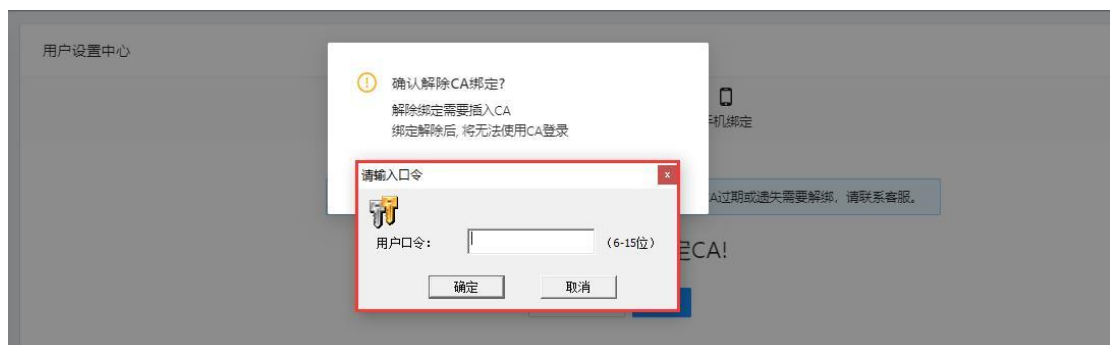 用户设置中心
确认解除CA绑定?
解除绑定需要插入CA
绑定解除后, 将无法使用CA登录
机绑定
请输入口令
x
过期或遗失需要解绑，请联系客服。
用户口令：
(6-15位)
CA!
确定
取消